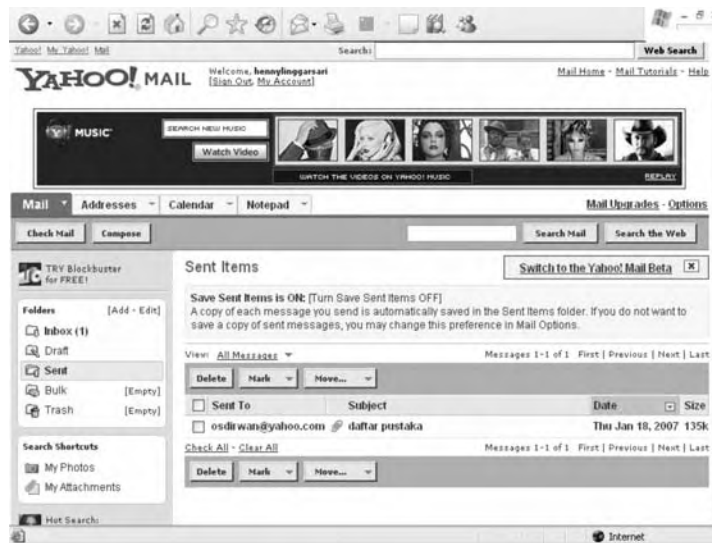 Yahoo! My Yahoo! Mail Search: Web Search
YAHOO! MAIL Welcome, hennylinggarsari
[Sign Out, My Account] Mail Home - Mail Tutorials - Help
Y! MUSIC SEARCH NEW MUSIC
Watch Video
WATCH THE VIDEOS ON YAHOO! MUSIC REPLAY
Mail Addresses Calendar Notepad Mail Upgrades - Options
Check Mail Compose Search Mail Search the Web
TRY Blockbuster
for FREE!
Folders [Add - Edit]
Inbox (1)
Draft
Sent
Bulk [Empty]
Trash [Empty]
Search Shortcuts
My Photos
My Attachments
Hot Search:
Sent Items Switch to the Yahoo! Mail Beta
Save Sent Items is ON: [Turn Save Sent Items OFF]
A copy of each message you send is automatically saved in the Sent Items folder. If you do not want to
save a copy of sent messages, you may change this preference in Mail Options.
View: All Messages Messages 1-1 of 1 First | Previous | Next | Last
Delete Mark Move...
Sent To Subject Date Size
osdirwan@yahoo.com daftar pustaka Thu Jan 18, 2007 135k
Check All - Clear All Messages 1-1 of 1 First | Previous | Next | Last
Delete Mark Move...
Internet